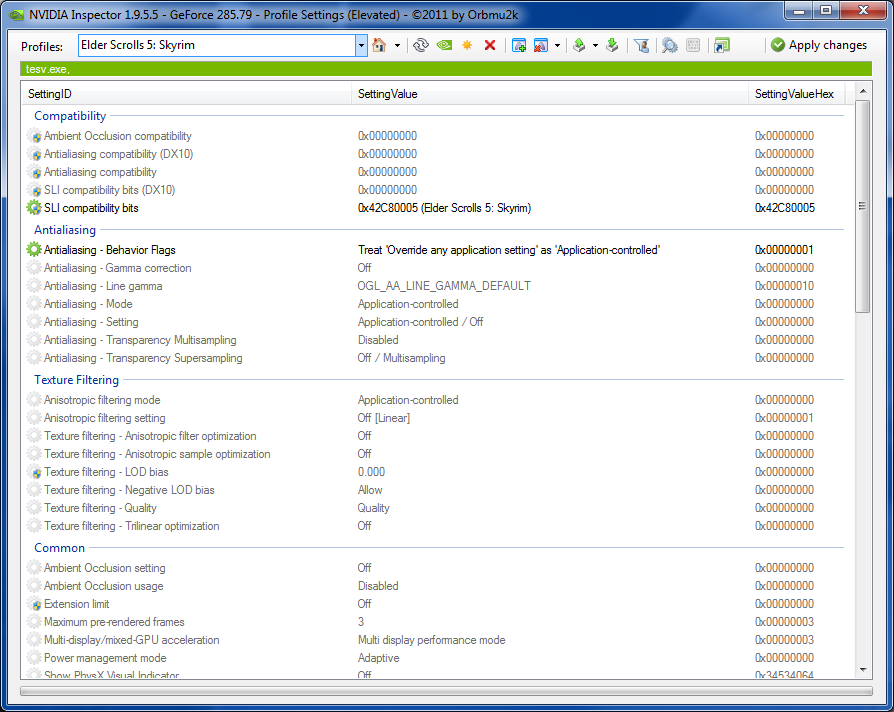 NVIDIA Inspector 1.9.5.5 - GeForce 285.79 - Profile Settings (Elevated) - ©2011 by Orbmu2k
Profiles: Elder Scrolls 5: Skyrim Apply changes
tesv.exe,
SettingID SettingValue SettingValueHex
Compatibility
Ambient Occlusion compatibility 0x00000000 0x00000000
Antialiasing compatibility (DX10) 0x00000000 0x00000000
Antialiasing compatibility 0x00000000 0x00000000
SLI compatibility bits (DX10) 0x00000000 0x00000000
SLI compatibility bits 0x42C80005 (Elder Scrolls 5: Skyrim) 0x42C80005
Antialiasing
Antialiasing - Behavior Flags Treat 'Override any application setting' as 'Application-controlled' 0x00000001
Antialiasing - Gamma correction Off 0x00000000
Antialiasing - Line gamma OGL_AA_LINE_GAMMA_DEFAULT 0x00000010
Antialiasing - Mode Application-controlled 0x00000000
Antialiasing - Setting Application-controlled / Off 0x00000000
Antialiasing - Transparency Multisampling Disabled 0x00000000
Antialiasing - Transparency Supersampling Off / Multisampling 0x00000000
Texture Filtering
Anisotropic filtering mode Application-controlled 0x00000000
Anisotropic filtering setting Off [Linear] 0x00000001
Texture filtering - Anisotropic filter optimization Off 0x00000000
Texture filtering - Anisotropic sample optimization Off 0x00000000
Texture filtering - LOD bias 0.000 0x00000000
Texture filtering - Negative LOD bias Allow 0x00000000
Texture filtering - Quality Quality 0x00000000
Texture filtering - Trilinear optimization Off 0x00000000
Common
Ambient Occlusion setting Off 0x00000000
Ambient Occlusion usage Disabled 0x00000000
Extension limit Off 0x00000000
Maximum pre-rendered frames 3 0x00000003
Multi-display/mixed-GPU acceleration Multi display performance mode 0x00000003
Power management mode Adaptive 0x00000000
Show PhysX Visual Indicator Off 0x34534064